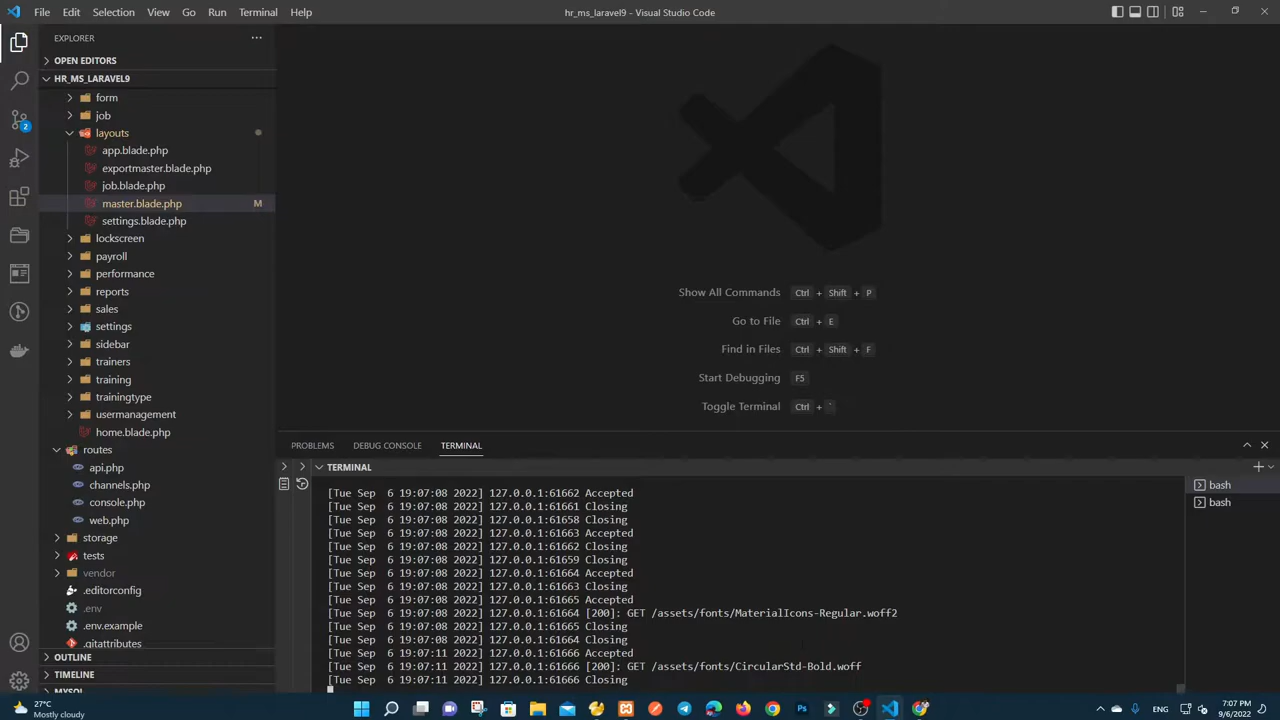 File Edit Selection View Go Run Terminal Help
hr_ms_laravel9 - Visual Studio Code
EXPLORER
OPEN EDITORS
HR_MS_LARAVEL9
form
job
layouts
app.blade.php
exportmaster.blade.php
job.blade.php
master.blade.php M
settings.blade.php
lockscreen
payroll
performance
reports
sales
settings
sidebar
trainers
training
trainingtype
usermanagement
home.blade.php
routes
api.php
channels.php
console.php
web.php
storage
tests
vendor
.editorconfig
.env
.env.example
.gitattributes
OUTLINE
TIMELINE
MYSQL
2
Show All Commands Ctrl + Shift + P
Go to File Ctrl + E
Find in Files Ctrl + Shift + F
Start Debugging F5
Toggle Terminal Ctrl + `
PROBLEMS DEBUG CONSOLE TERMINAL
TERMINAL
[Tue Sep  6 19:07:08 2022] 127.0.0.1:61662 Accepted
[Tue Sep  6 19:07:08 2022] 127.0.0.1:61661 Closing
[Tue Sep  6 19:07:08 2022] 127.0.0.1:61658 Closing
[Tue Sep  6 19:07:08 2022] 127.0.0.1:61663 Accepted
[Tue Sep  6 19:07:08 2022] 127.0.0.1:61662 Closing
[Tue Sep  6 19:07:08 2022] 127.0.0.1:61659 Closing
[Tue Sep  6 19:07:08 2022] 127.0.0.1:61664 Accepted
[Tue Sep  6 19:07:08 2022] 127.0.0.1:61663 Closing
[Tue Sep  6 19:07:08 2022] 127.0.0.1:61665 Accepted
[Tue Sep  6 19:07:08 2022] 127.0.0.1:61664 [200]: GET /assets/fonts/MaterialIcons-Regular.woff2
[Tue Sep  6 19:07:08 2022] 127.0.0.1:61665 Closing
[Tue Sep  6 19:07:08 2022] 127.0.0.1:61664 Closing
[Tue Sep  6 19:07:11 2022] 127.0.0.1:61666 Accepted
[Tue Sep  6 19:07:11 2022] 127.0.0.1:61666 [200]: GET /assets/fonts/CircularStd-Bold.woff
[Tue Sep  6 19:07:11 2022] 127.0.0.1:61666 Closing
bash
bash
27°C
Mostly cloudy
Ps
ENG
7:07 PM
9/6/2022